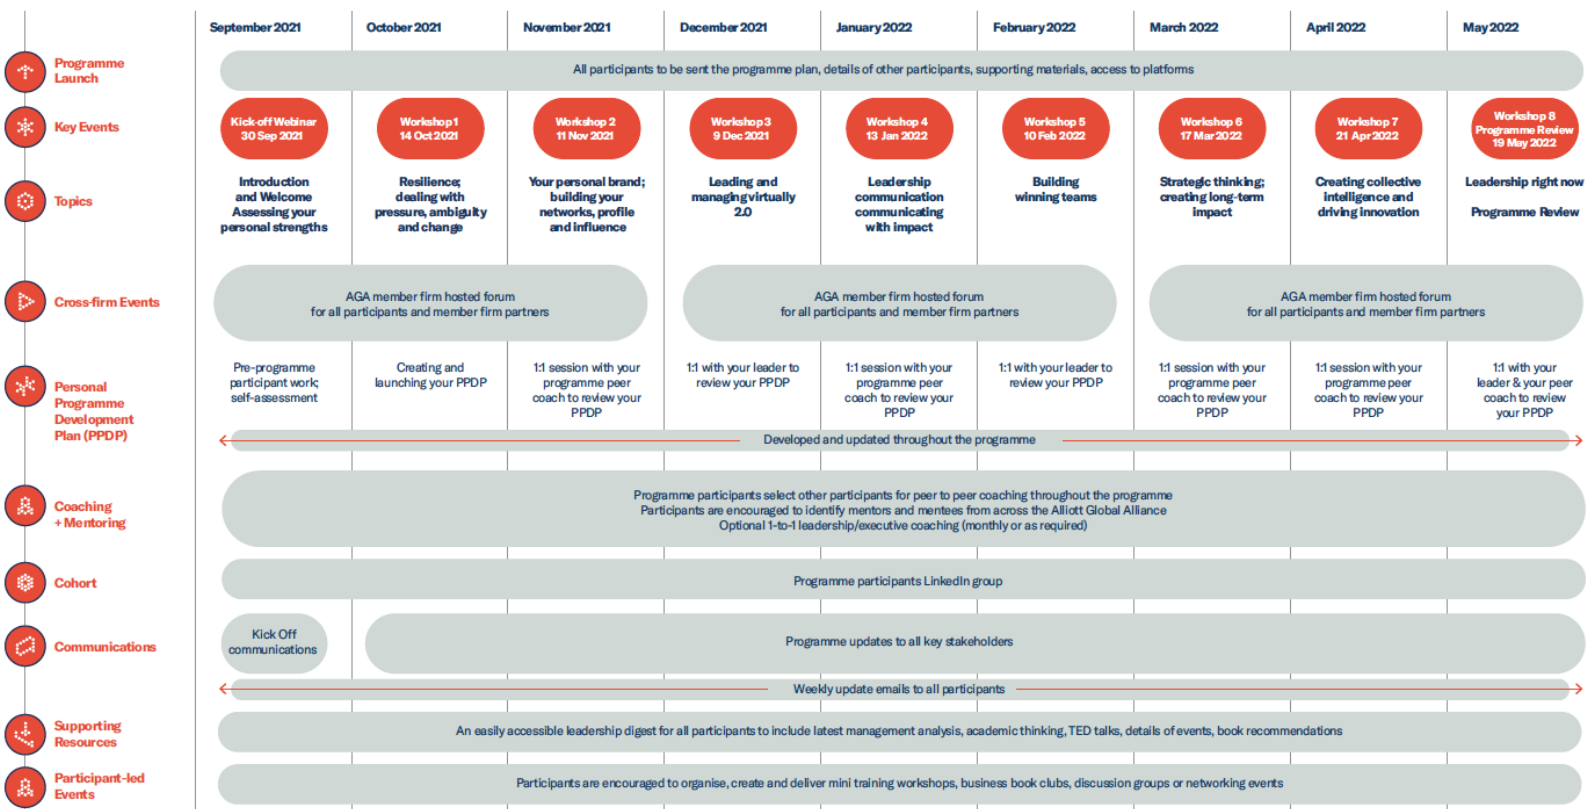 September 2021
October 2021
November 2021
December 2021
January 2022
February 2022
March 2022
April 2022
May 2022
Programme
Launch
All participants to be sent the programme plan, details of other participants, supporting materials, access to platforms
Key Events
Kick-off Webinar
30 Sep 2021
Workshop 1
14 Oct 2021
Workshop 2
11 Nov 2021
Workshop 3
9 Dec 2021
Workshop 4
13 Jan 2022
Workshop 5
10 Feb 2022
Workshop 6
17 Mar 2022
Workshop 7
21 Apr 2022
Workshop 8
Programme Review
19 May 2022
Topics
Introduction
and Welcome
Assessing your
personal strengths
Resilience;
dealing with
pressure, ambiguity
and change
Your personal brand;
building your
networks, profile
and influence
Leading and
managing virtually
2.0
Leadership
communication
communicating
with impact
Building
winning teams
Strategic thinking;
creating long-term
impact
Creating collective
intelligence and
driving innovation
Leadership right now
Programme Review
Cross-firm Events
AGA member firm hosted forum
for all participants and member firm partners
AGA member firm hosted forum
for all participants and member firm partners
AGA member firm hosted forum
for all participants and member firm partners
Personal
Programme
Development
Plan (PPDP)
Pre-programme
participant work;
self-assessment
Creating and
launching your PPDP
1:1 session with your
programme peer
coach to review your
PPDP
1:1 with your leader to
review your PPDP
1:1 session with your
programme peer
coach to review your
PPDP
1:1 with your leader to
review your PPDP
1:1 session with your
programme peer
coach to review your
PPDP
1:1 session with your
programme peer
coach to review your
PPDP
1:1 with your
leader & your peer
coach to review
your PPDP
Developed and updated throughout the programme
Coaching
+ Mentoring
Programme participants select other participants for peer to peer coaching throughout the programme
Participants are encouraged to identify mentors and mentees from across the Alliott Global Alliance
Optional 1-to-1 leadership/executive coaching (monthly or as required)
Cohort
Programme participants LinkedIn group
Communications
Kick Off
communications
Programme updates to all key stakeholders
Weekly update emails to all participants
Supporting
Resources
An easily accessible leadership digest for all participants to include latest management analysis, academic thinking, TED talks, details of events, book recommendations
Participant-led
Events
Participants are encouraged to organise, create and deliver mini training workshops, business book clubs, discussion groups or networking events